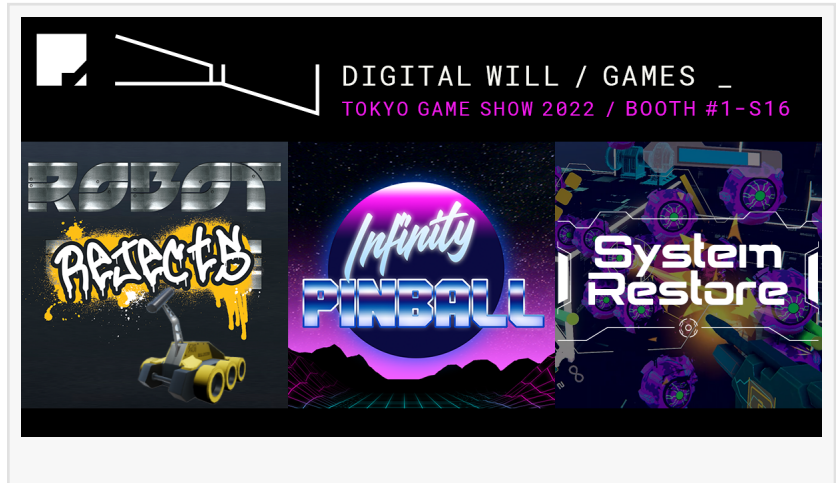 DIGITAL WILL / GAMES _
TOKYO GAME SHOW 2022 / BOOTH #1-S16
ROBOT
REJECTS
Infinity
PINBALL
System
Restore